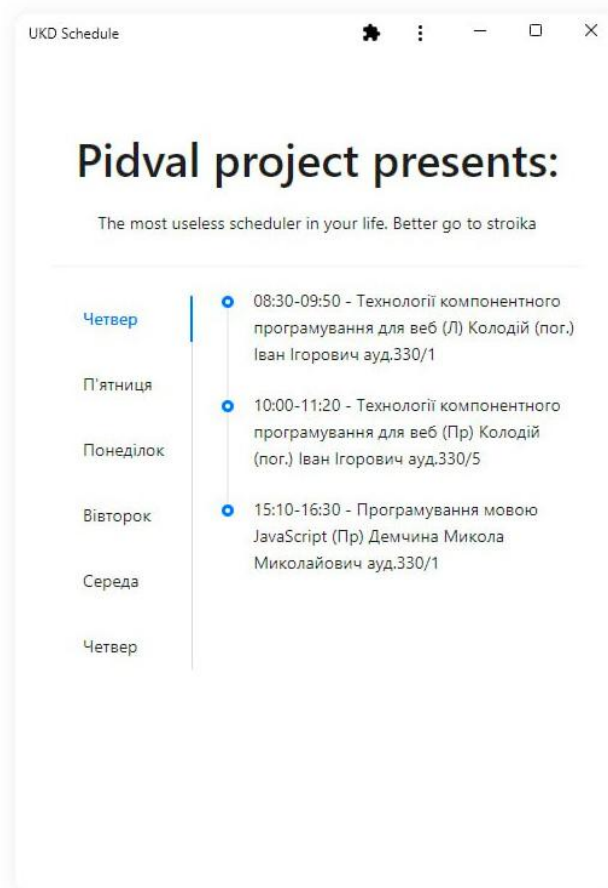 UKD Schedule
Pidval project presents:
The most useless scheduler in your life. Better go to stroika
Четвер
П'ятниця
Понеділок
Вівторок
Середа
Четвер
08:30-09:50 - Технології компонентного
програмування для веб (Л) Колодій (пог.)
Іван Ігорович ауд.330/1
10:00-11:20 - Технології компонентного
програмування для веб (Пр) Колодій
(пог.) Іван Ігорович ауд.330/5
15:10-16:30 - Програмування мовою
JavaScript (Пр) Демчина Микола
Миколайович ауд.330/1